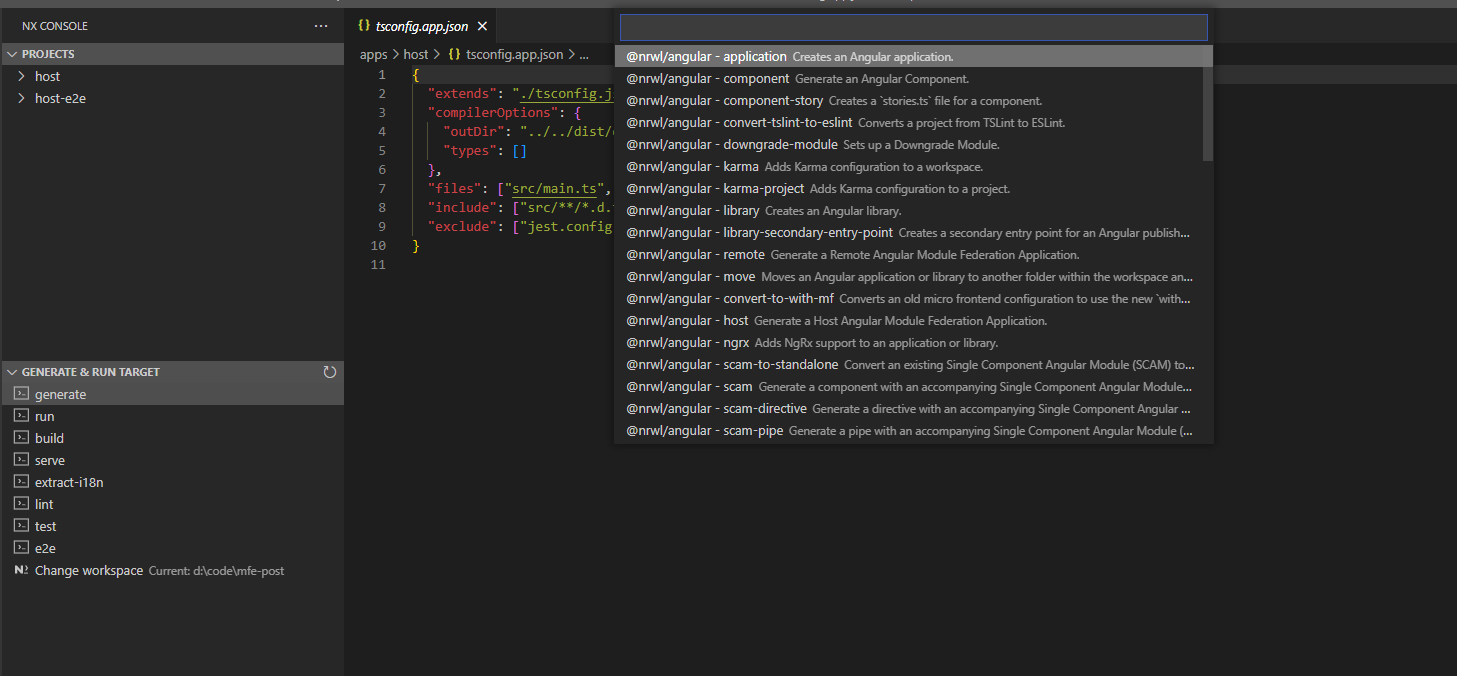 NX CONSOLE
PROJECTS
host
host-e2e
GENERATE & RUN TARGET
generate
run
build
serve
extract-i18n
lint
test
e2e
Change workspace Current: d:\code\mfe-post
{} tsconfig.app.json
apps > host > {} tsconfig.app.json > ...
1 {
2 "extends": "./tsconfig.j
3 "compilerOptions": {
4 "outDir": "../../dist/
5 "types": []
6 },
7 "files": ["src/main.ts",
8 "include": ["src/**/*.d.
9 "exclude": ["jest.config
10 }
11
@nrwl/angular - application Creates an Angular application.
@nrwl/angular - component Generate an Angular Component.
@nrwl/angular - component-story Creates a `stories.ts` file for a component.
@nrwl/angular - convert-tslint-to-eslint Converts a project from TSLint to ESLint.
@nrwl/angular - downgrade-module Sets up a Downgrade Module.
@nrwl/angular - karma Adds Karma configuration to a workspace.
@nrwl/angular - karma-project Adds Karma configuration to a project.
@nrwl/angular - library Creates an Angular library.
@nrwl/angular - library-secondary-entry-point Creates a secondary entry point for an Angular publish...
@nrwl/angular - remote Generate a Remote Angular Module Federation Application.
@nrwl/angular - move Moves an Angular application or library to another folder within the workspace an...
@nrwl/angular - convert-to-with-mf Converts an old micro frontend configuration to use the new `with...
@nrwl/angular - host Generate a Host Angular Module Federation Application.
@nrwl/angular - ngrx Adds NgRx support to an application or library.
@nrwl/angular - scam-to-standalone Convert an existing Single Component Angular Module (SCAM) to...
@nrwl/angular - scam Generate a component with an accompanying Single Component Angular Module...
@nrwl/angular - scam-directive Generate a directive with an accompanying Single Component Angular ...
@nrwl/angular - scam-pipe Generate a pipe with an accompanying Single Component Angular Module (...